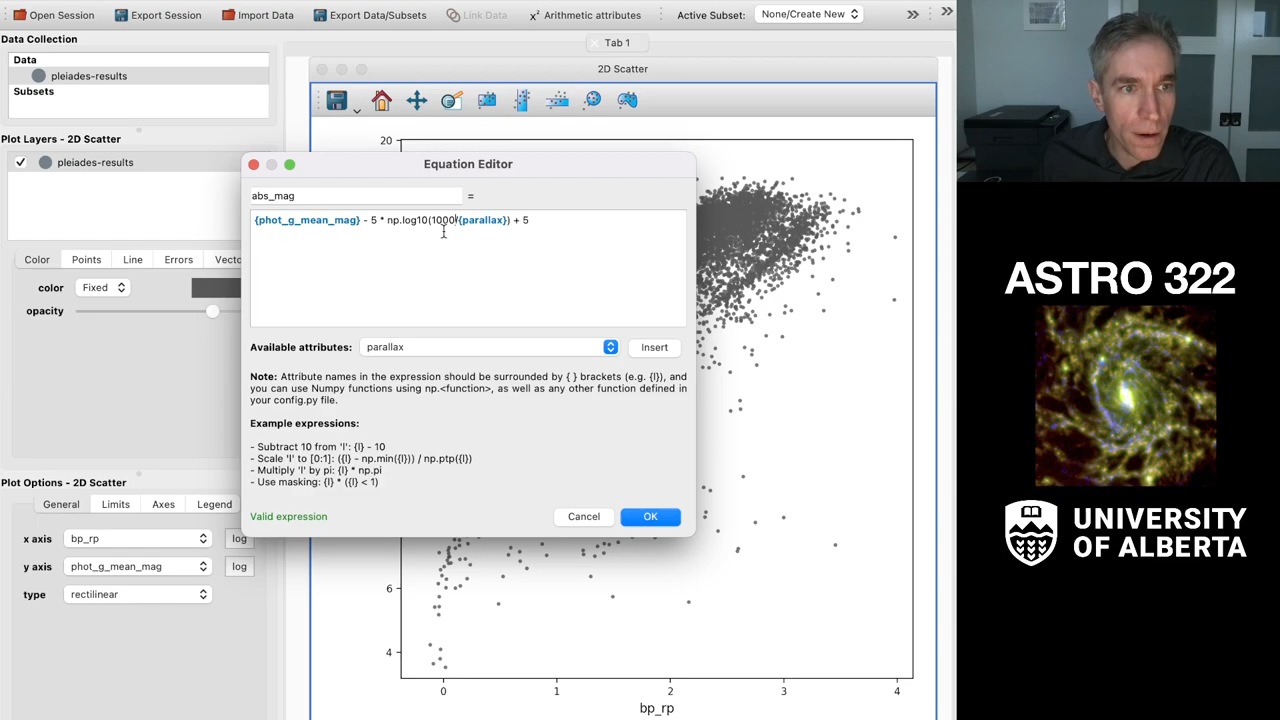 Open Session Export Session Import Data Export Data/Subsets Link Data x² Arithmetic attributes Active Subset: None/Create New » »
Data Collection
Data
pleiades-results
Subsets
Plot Layers - 2D Scatter
pleiades-results
Color Points Line Errors Vecto
color Fixed
opacity
Plot Options - 2D Scatter
General Limits Axes Legend
x axis bp_rp log
y axis phot_g_mean_mag log
type rectilinear
Tab 1
2D Scatter
20
6
4
0 1 2 3 4
bp_rp
Equation Editor
abs_mag =
{phot_g_mean_mag} - 5 * np.log10(1000/{parallax}) + 5
Available attributes: parallax Insert
Note: Attribute names in the expression should be surrounded by { } brackets (e.g. {l}), and
you can use Numpy functions using np.<function>, as well as any other function defined in
your config.py file.
Example expressions:
- Subtract 10 from 'l': {l} - 10
- Scale 'l' to [0:1]: ({l} - np.min({l})) / np.ptp({l})
- Multiply 'l' by pi: {l} * np.pi
- Use masking: {l} * ({l} < 1)
Valid expression Cancel OK
ASTRO 322
UNIVERSITY
OF ALBERTA